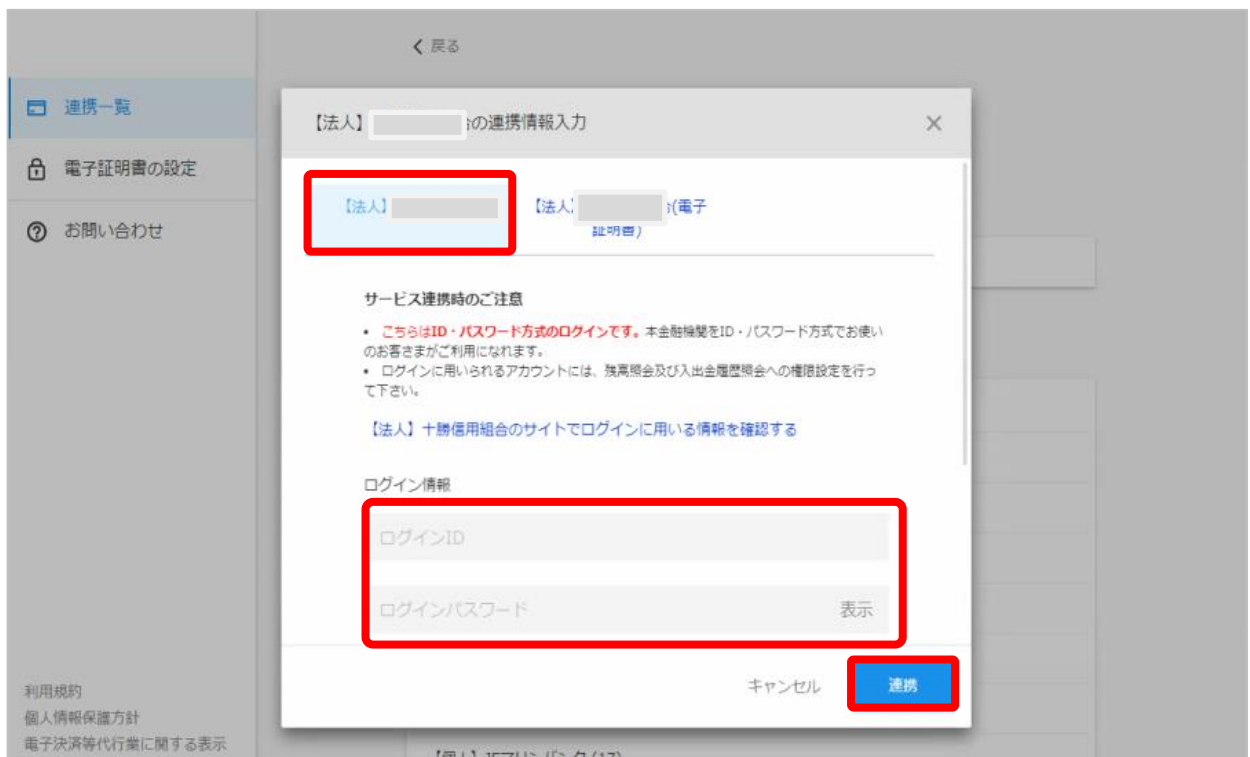 戻る
連携一覧
電子証明書の設定
お問い合わせ
【法人】 の連携情報入力
【法人】
【法人】 (電子
証明書)
サービス連携時のご注意
• こちらはID・パスワード方式のログインです。本金融機関をID・パスワード方式でお使い
のお客さまがご利用になれます。
• ログインに用いられるアカウントには、残高照会及び入出金履歴照会への権限設定を行っ
て下さい。
【法人】十勝信用組合のサイトでログインに用いる情報を確認する
ログイン情報
ログインID
ログインパスワード 表示
キャンセル 連携
利用規約
個人情報保護方針
電子決済等代行業に関する表示